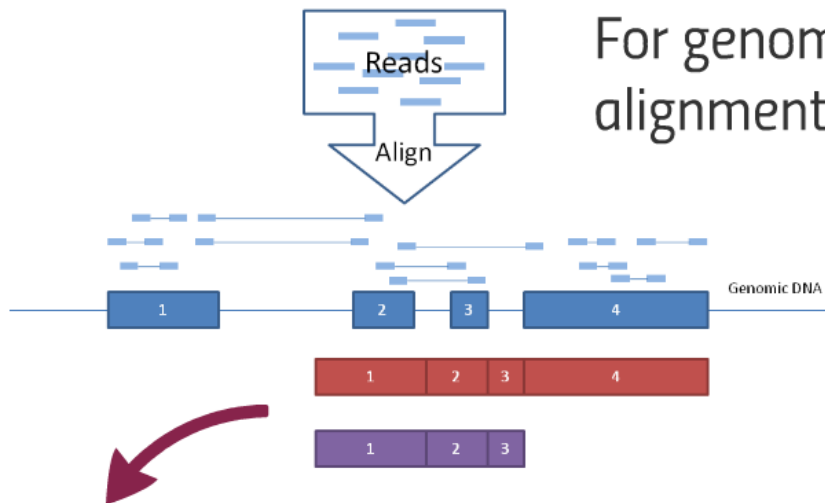 For genom
alignment
Reads
Align
Genomic DNA
1 2 3 4
1 2 3 4
1 2 3